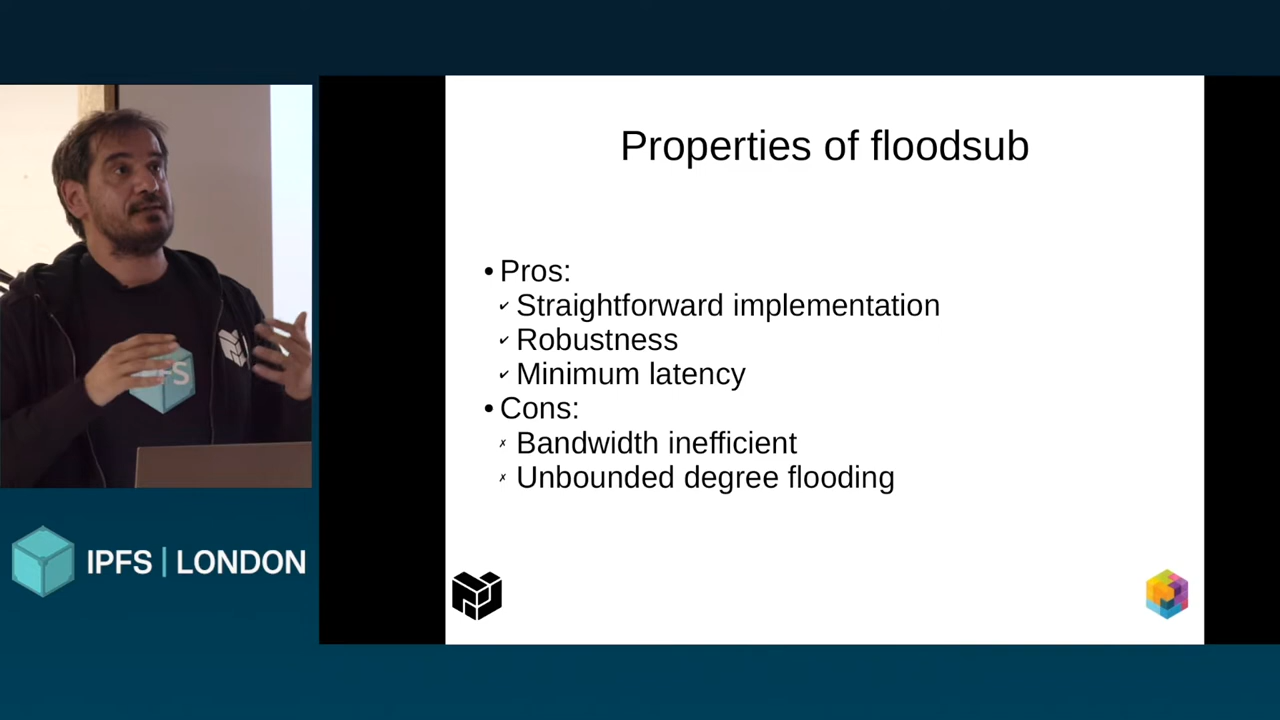 Properties of floodsub
• Pros:
✔ Straightforward implementation
✔ Robustness
✔ Minimum latency
• Cons:
✗ Bandwidth inefficient
✗ Unbounded degree flooding
S
IPFS | LONDON